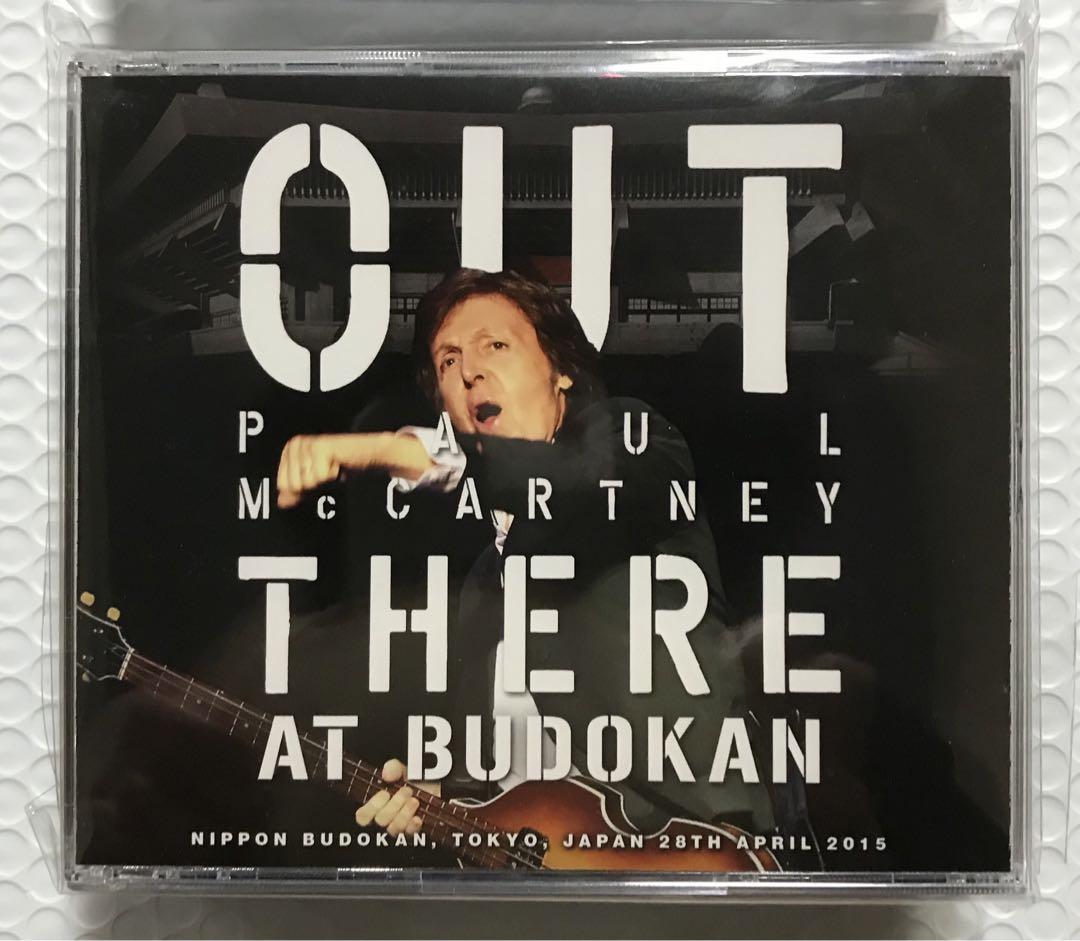 OUT
PAUL
McCARTNEY
THERE
AT BUDOKAN
NIPPON BUDOKAN, TOKYO, JAPAN 28TH APRIL 2015